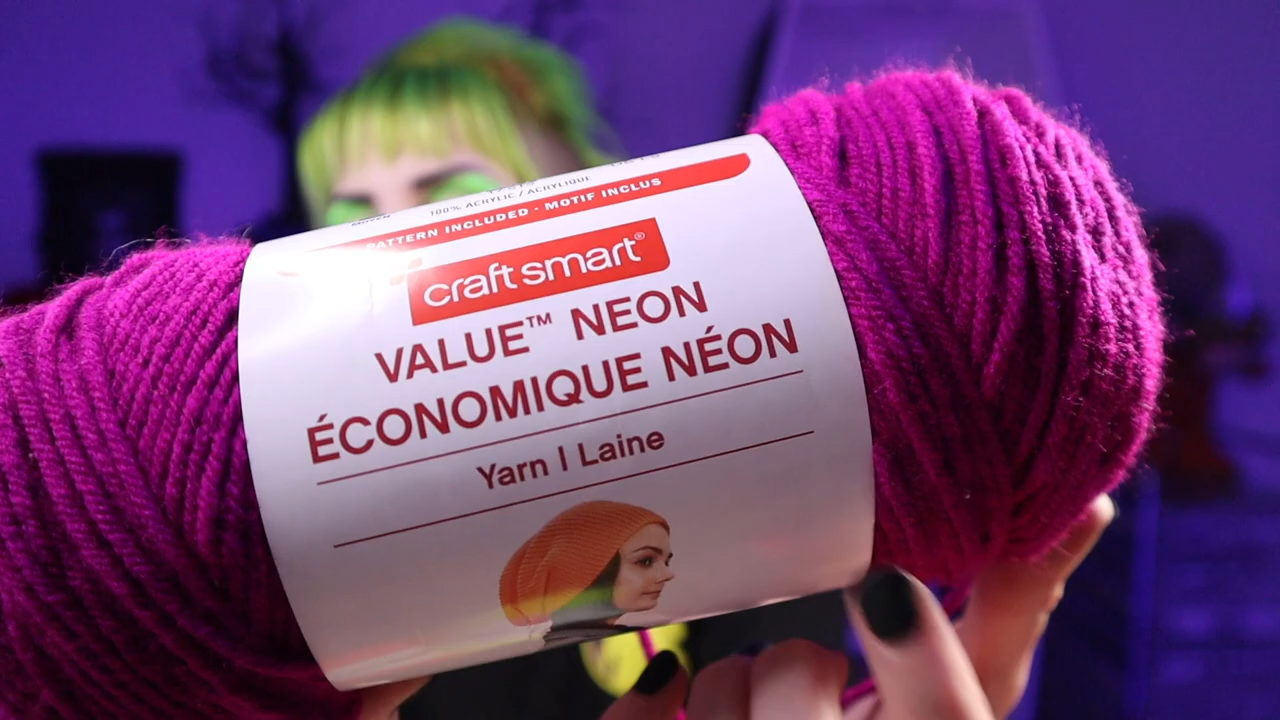 100% ACRYLIC / ACRYLIQUE
PATTERN INCLUDED · MOTIF INCLUS
craft smart®
VALUE™ NEON
ÉCONOMIQUE NÉON
Yarn | Laine